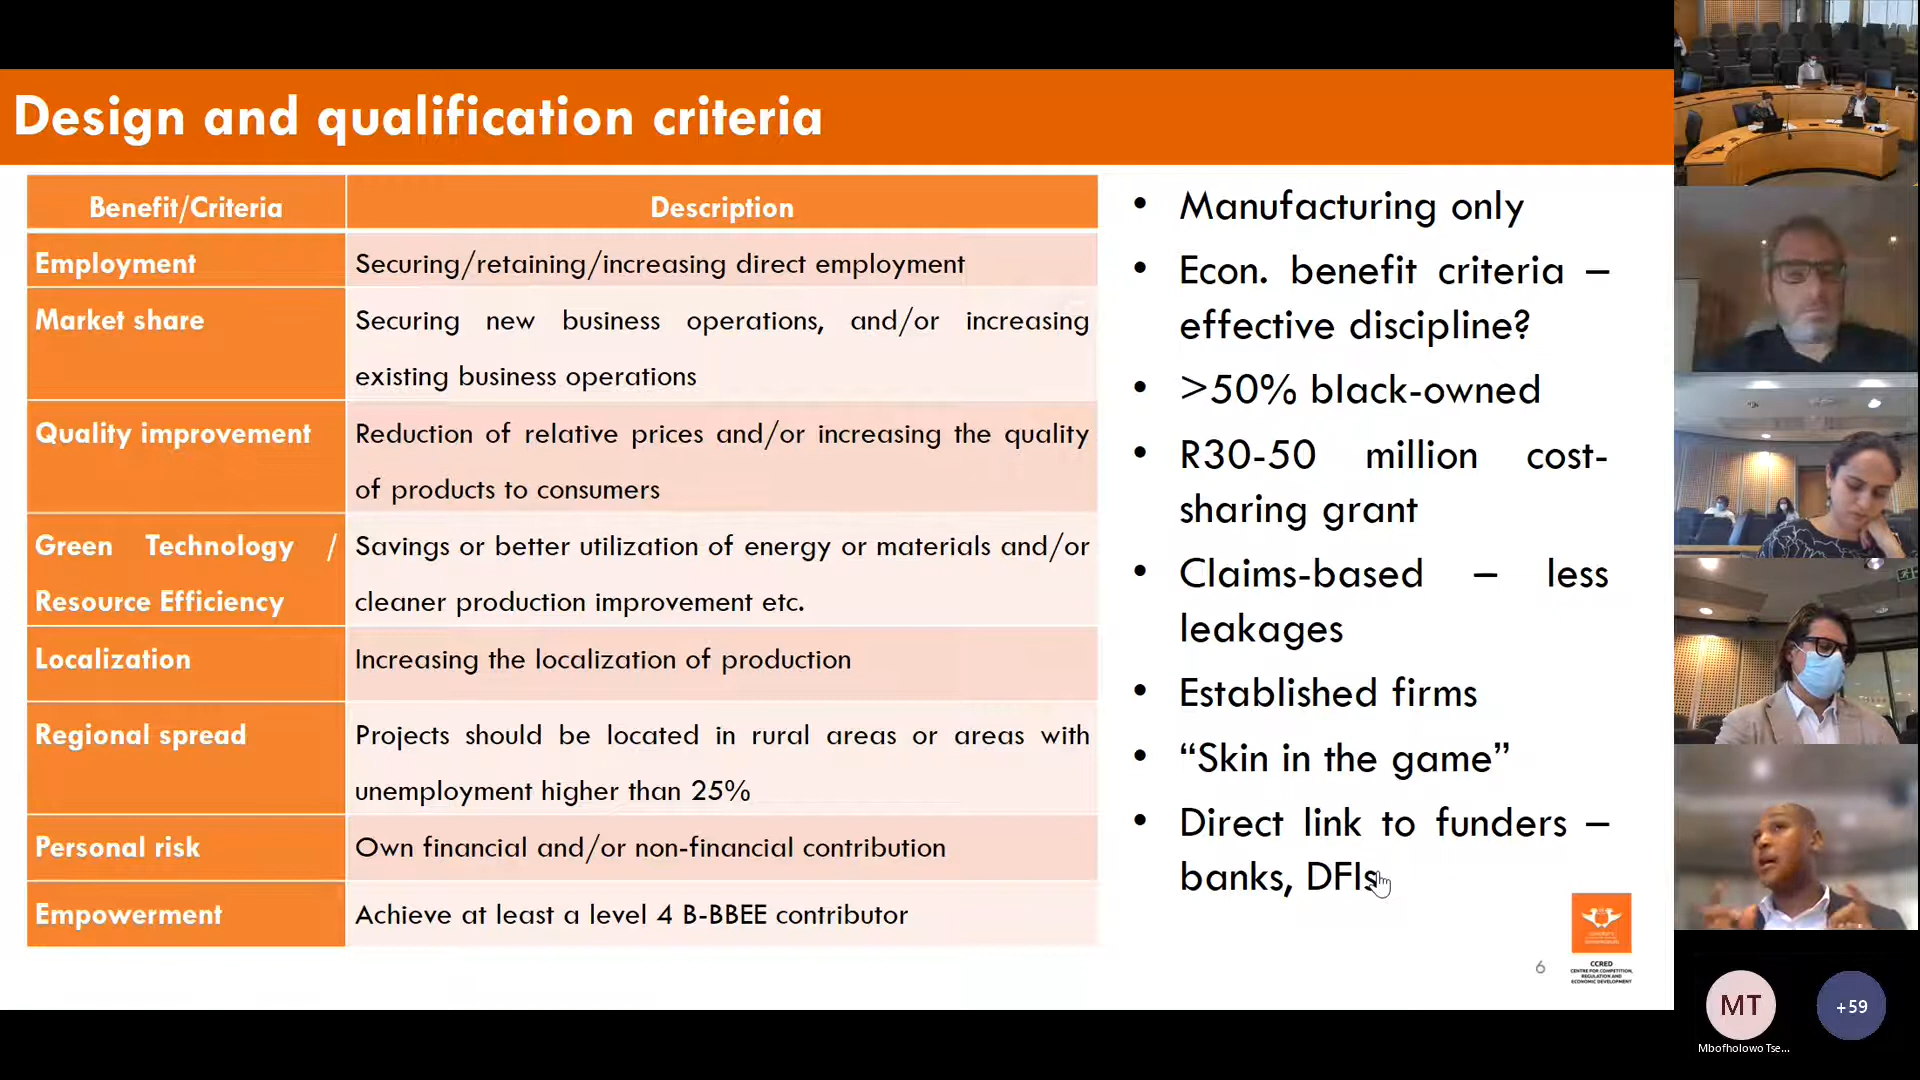 Design and qualification criteria
Benefit/Criteria
Description
Employment
Securing/retaining/increasing direct employment
Market share
Securing new business operations, and/or increasing
existing business operations
Quality improvement
Reduction of relative prices and/or increasing the quality
of products to consumers
Green Technology /
Resource Efficiency
Savings or better utilization of energy or materials and/or
cleaner production improvement etc.
Localization
Increasing the localization of production
Regional spread
Projects should be located in rural areas or areas with
unemployment higher than 25%
Personal risk
Own financial and/or non-financial contribution
Empowerment
Achieve at least a level 4 B-BBEE contributor
• Manufacturing only
• Econ. benefit criteria –
effective discipline?
• >50% black-owned
• R30-50 million cost-
sharing grant
• Claims-based – less
leakages
• Established firms
• “Skin in the game”
• Direct link to funders –
banks, DFIs
6
CCRED
CENTRE FOR COMPETITION,
REGULATION AND
ECONOMIC DEVELOPMENT
MT
+59
Mbofholowo Tse...